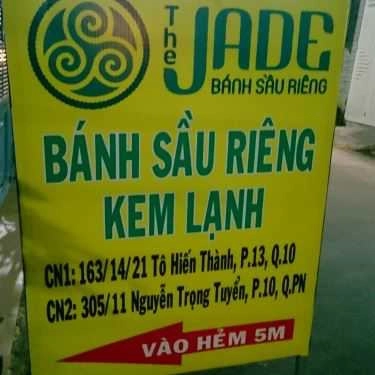 The JADE
BÁNH SẦU RIÊNG
BÁNH SẦU RIÊNG
KEM LẠNH
CN1: 163/14/21 Tô Hiến Thành, P.13, Q.10
CN2: 305/11 Nguyễn Trọng Tuyển, P.10, Q.PN
VÀO HẺM 5M